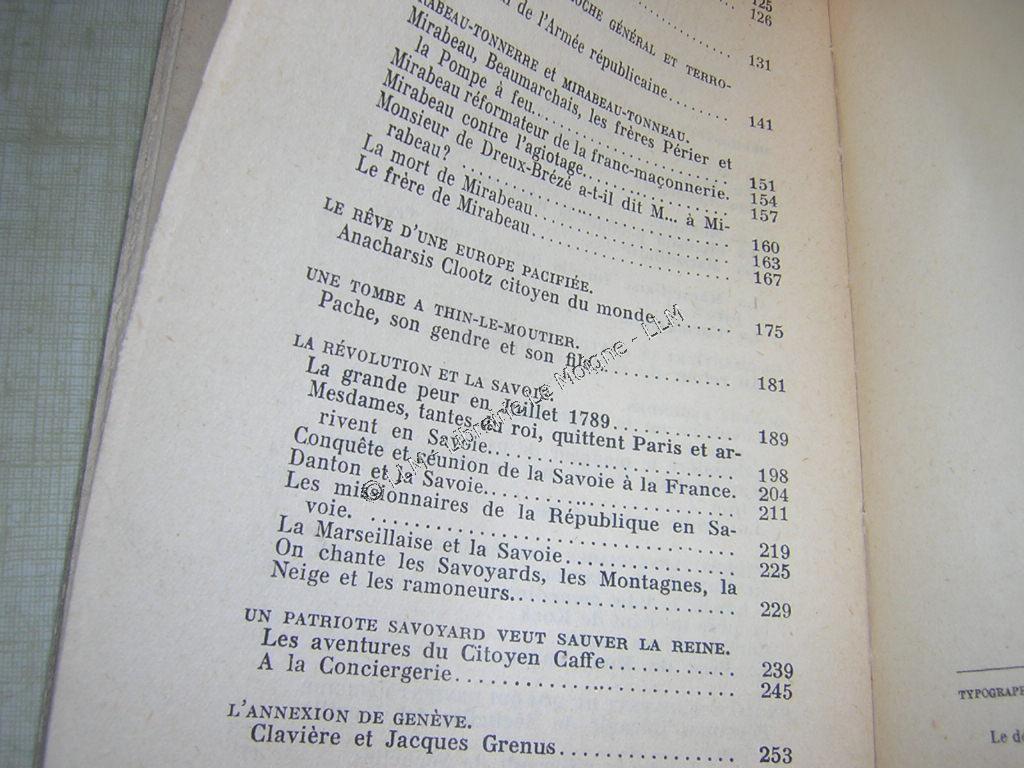 125
126
OCHE GÉNÉRAL ET TERRO-
131
de l'Armée républicaine....... 141
RABEAU-TONNERRE et MIRABEAU-TONNEAU.
Mirabeau, Beaumarchais, les frères Périer et
la Pompe à feu........................ 151
Mirabeau réformateur de la franc-maçonnerie. 154
Mirabeau contre l'agiotage................ 157
Monsieur de Dreux-Brézé a-t-il dit M... à Mi-
rabeau? ........................ 160
La mort de Mirabeau........................ 163
Le frère de Mirabeau........................ 167
LE RÊVE D'UNE EUROPE PACIFIÉE.
Anacharsis Clootz citoyen du monde........ 175
UNE TOMBE A THIN-LE-MOUTIER.
Pache, son gendre et son fils................ 181
LA RÉVOLUTION ET LA SAVOIE.
La grande peur en Juillet 1789............ 189
Mesdames, tantes du roi, quittent Paris et ar-
rivent en Savoie........................ 198
Conquête et réunion de la Savoie à la France. 204
Danton et la Savoie........................ 211
Les missionnaires de la République en Sa-
voie. ........................ 219
La Marseillaise et la Savoie................ 225
On chante les Savoyards, les Montagnes, la
Neige et les ramoneurs.................... 229
UN PATRIOTE SAVOYARD VEUT SAUVER LA REINE.
Les aventures du Citoyen Caffe............ 239
A la Conciergerie........................ 245
L'ANNEXION DE GENÈVE.
Clavière et Jacques Grenus................ 253
© LLM - Librairie Le Moigne - LLM
TYPOGRAPE
Le d